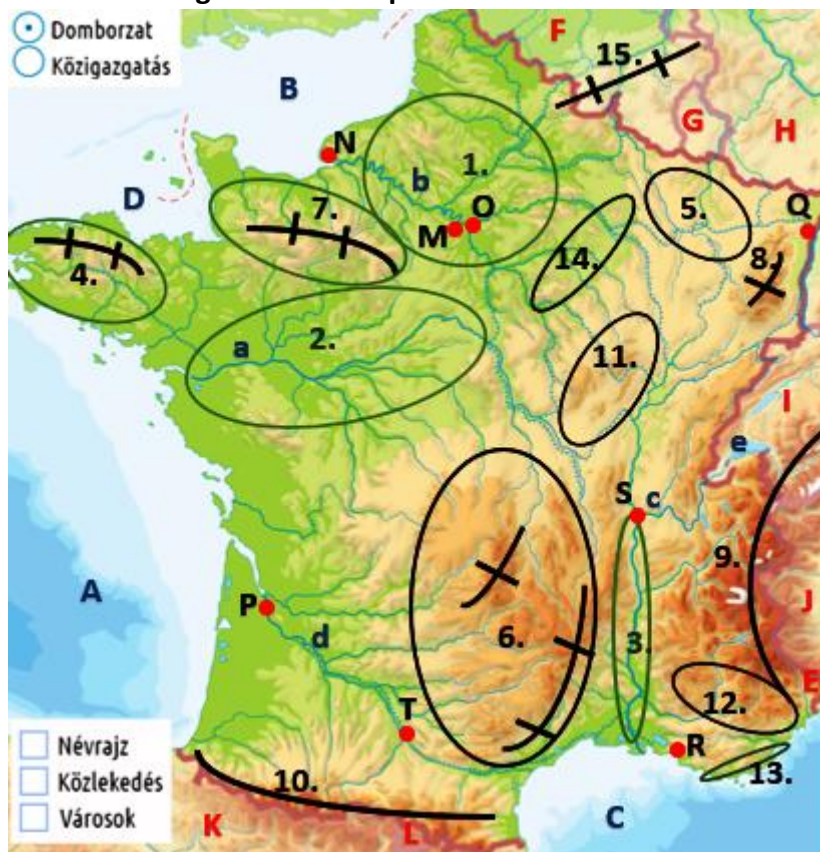 Domborzat
Közigazgatás
F
15.
B
G
H
N
1.
b
D
O
M
7.
5.
Q
4.
14.
8.
a
2.
11.
I
e
S
c
9.
A
P
J
d
6.
3.
E
12.
T
R
13.
Névrajz
Közlekedés
Városok
10.
K
L
C